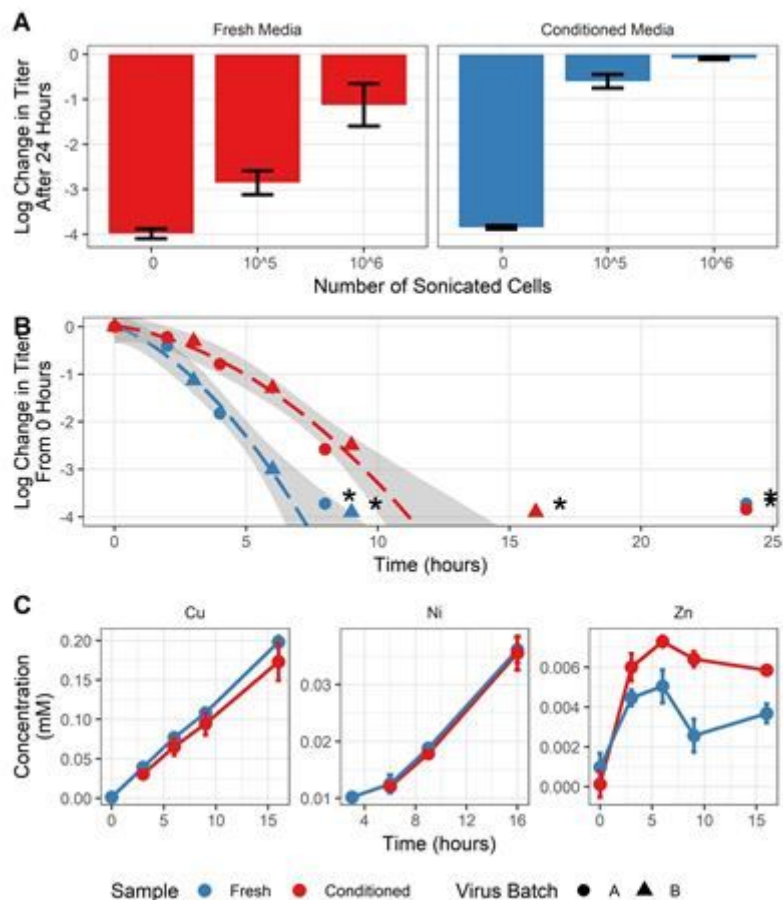 A
Fresh Media
Conditioned Media
Log Change in Titer
After 24 Hours
0
-1
-2
-3
-4
0
10^5
10^6
0
10^5
10^6
Number of Sonicated Cells
B
Log Change in Titer
From 0 Hours
0
-1
-2
-3
-4
*
*
*
*
*
0
5
10
15
20
25
Time (hours)
C
Cu
Ni
Zn
Concentration
(mM)
0.20
0.15
0.10
0.05
0.00
0
5
10
15
0.03
0.02
0.01
4
8
12
16
0.006
0.004
0.002
0.000
0
5
10
15
Time (hours)
Sample
Fresh
Conditioned
Virus Batch
A
B